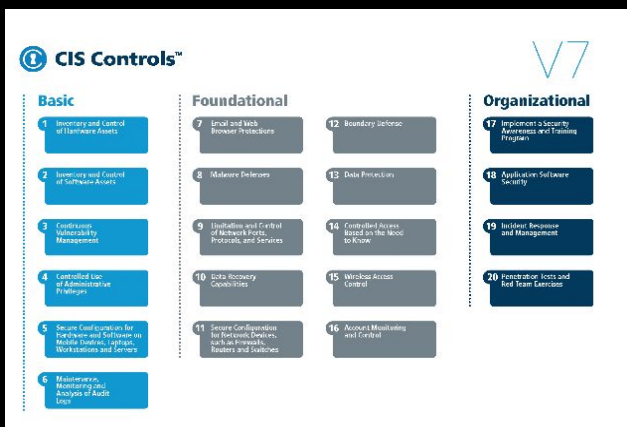 CIS Controls™
V7
Basic
1 Inventory and Control
of Hardware Assets
2 Inventory and Control
of Software Assets
3 Continuous
Vulnerability
Management
4 Controlled Use
of Administrative
Privileges
5 Secure Configuration for
Hardware and Software on
Mobile Devices, Laptops,
Workstations and Servers
6 Maintenance,
Monitoring and
Analysis of Audit
Logs
Foundational
7 Email and Web
Browser Protections
8 Malware Defenses
9 Limitation and Control
of Network Ports,
Protocols, and Services
10 Data Recovery
Capabilities
11 Secure Configuration
for Network Devices,
such as Firewalls,
Routers and Switches
12 Boundary Defense
13 Data Protection
14 Controlled Access
Based on the Need
to Know
15 Wireless Access
Control
16 Account Monitoring
and Control
Organizational
17 Implement a Security
Awareness and Training
Program
18 Application Software
Security
19 Incident Response
and Management
20 Penetration Tests and
Red Team Exercises